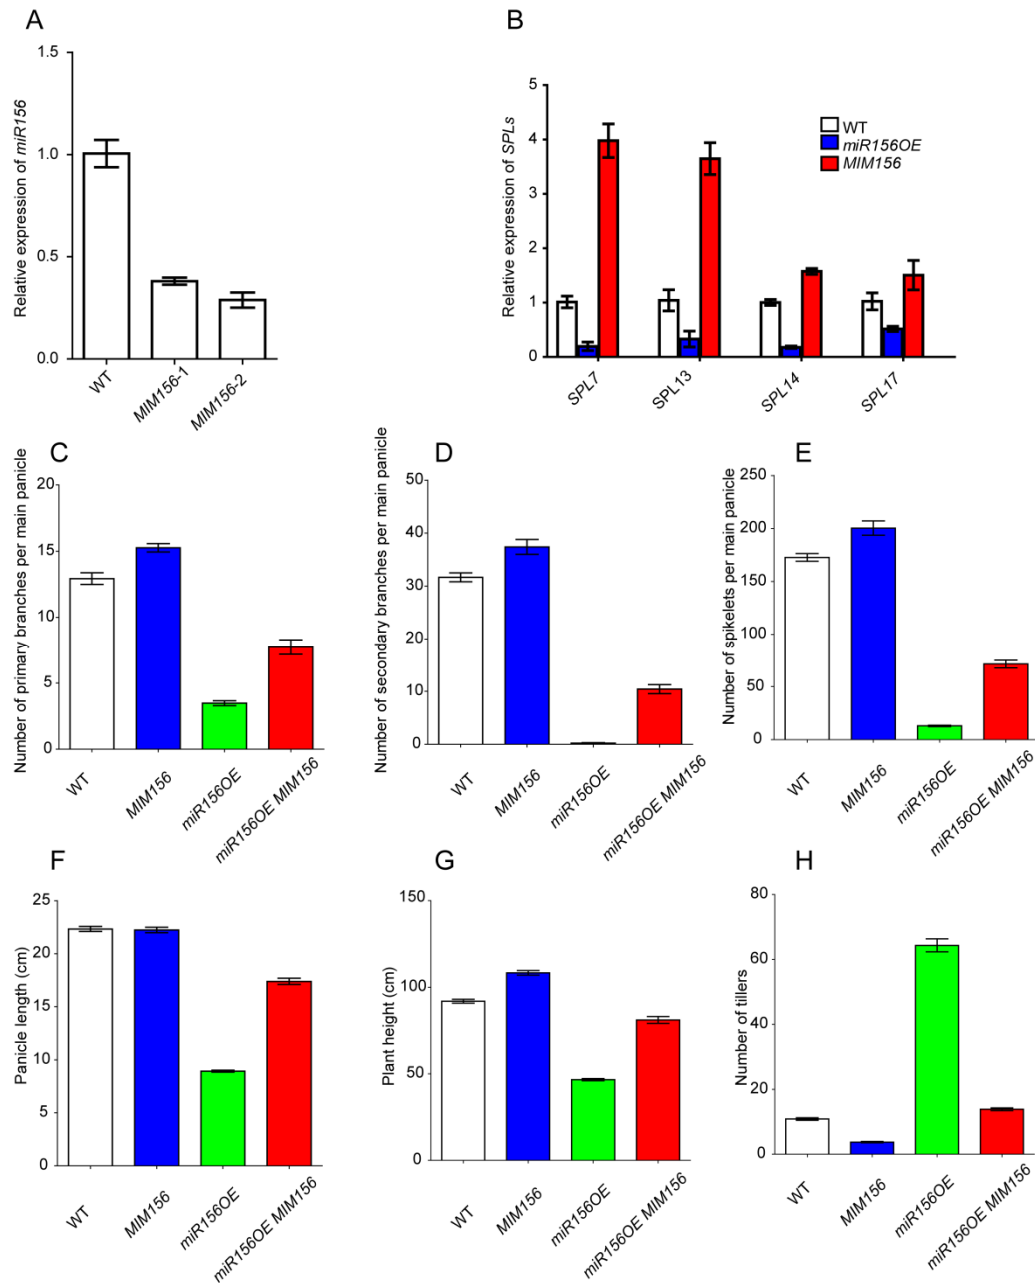 A
Relative expression of miR156
1.5
1.0
0.5
0.0
WT
MIM156-1
MIM156-2
B
Relative expression of SPLs
5
4
3
2
1
0
WT
miR156OE
MIM156
SPL7
SPL13
SPL14
SPL17
C
Number of primary branches per main panicle
20
15
10
5
0
WT
MIM156
miR156OE
miR156OE MIM156
D
Number of secondary branches per main panicle
50
40
30
20
10
0
WT
MIM156
miR156OE
miR156OE MIM156
E
Number of spikelets per main panicle
250
200
150
100
50
0
WT
MIM156
miR156OE
miR156OE MIM156
F
Panicle length (cm)
25
22
17
12
5
0
WT
MIM156
miR156OE
miR156OE MIM156
G
Plant height (cm)
150
100
50
0
WT
MIM156
miR156OE
miR156OE MIM156
H
Number of tillers
80
60
40
20
0
WT
MIM156
miR156OE
miR156OE MIM156